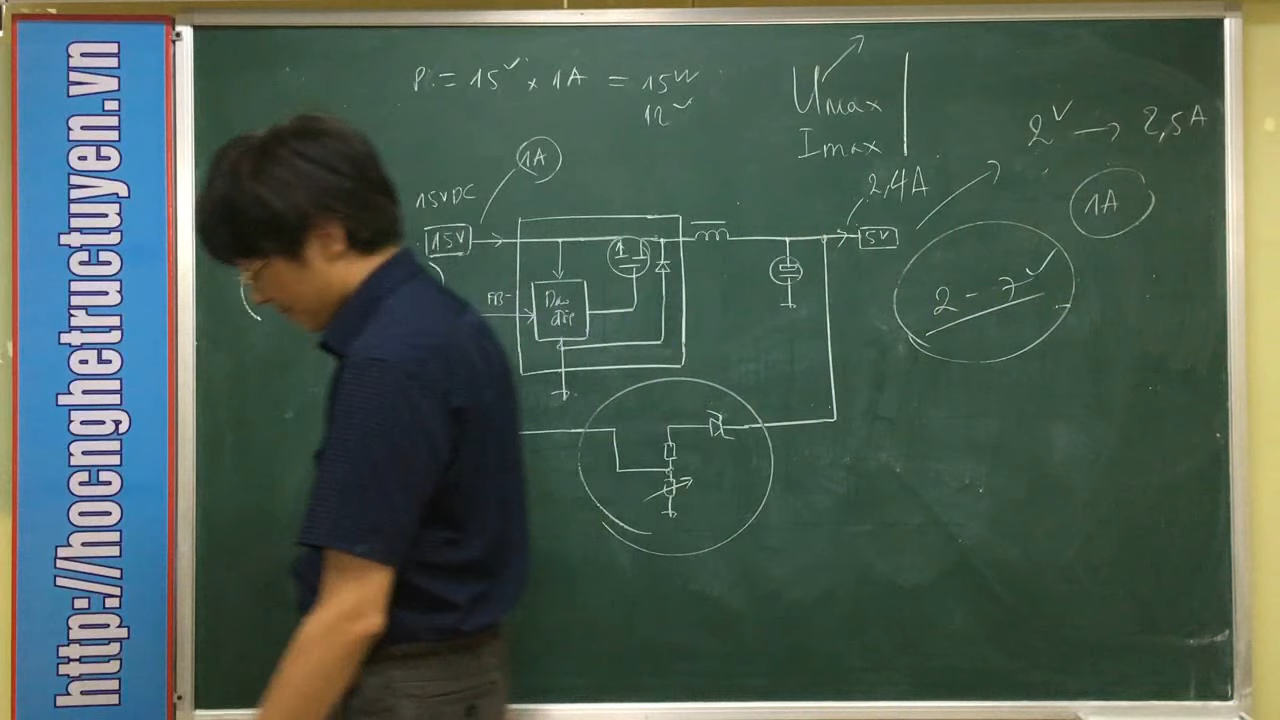 http://hocnghetructuyen.vn
P = 15V x 1A = 15W
12V
Umax
Imax
2V → 2,5A
1A
2,4A
1A
15VDC
15V
5V
FB-
Dao
2 - 7V